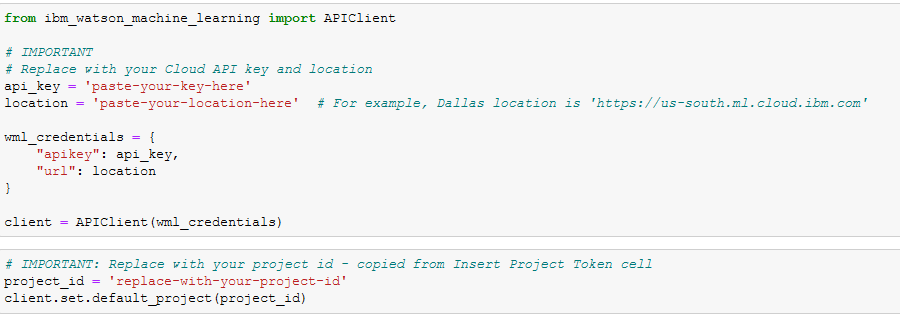 from ibm_watson_machine_learning import APIClient
# IMPORTANT
# Replace with your Cloud API key and location
api_key = 'paste-your-key-here'
location = 'paste-your-location-here'  # For example, Dallas location is 'https://us-south.ml.cloud.ibm.com'
wml_credentials = {
    "apikey": api_key,
    "url": location
}
client = APIClient(wml_credentials)
# IMPORTANT: Replace with your project id - copied from Insert Project Token cell
project_id = 'replace-with-your-project-id'
client.set.default_project(project_id)